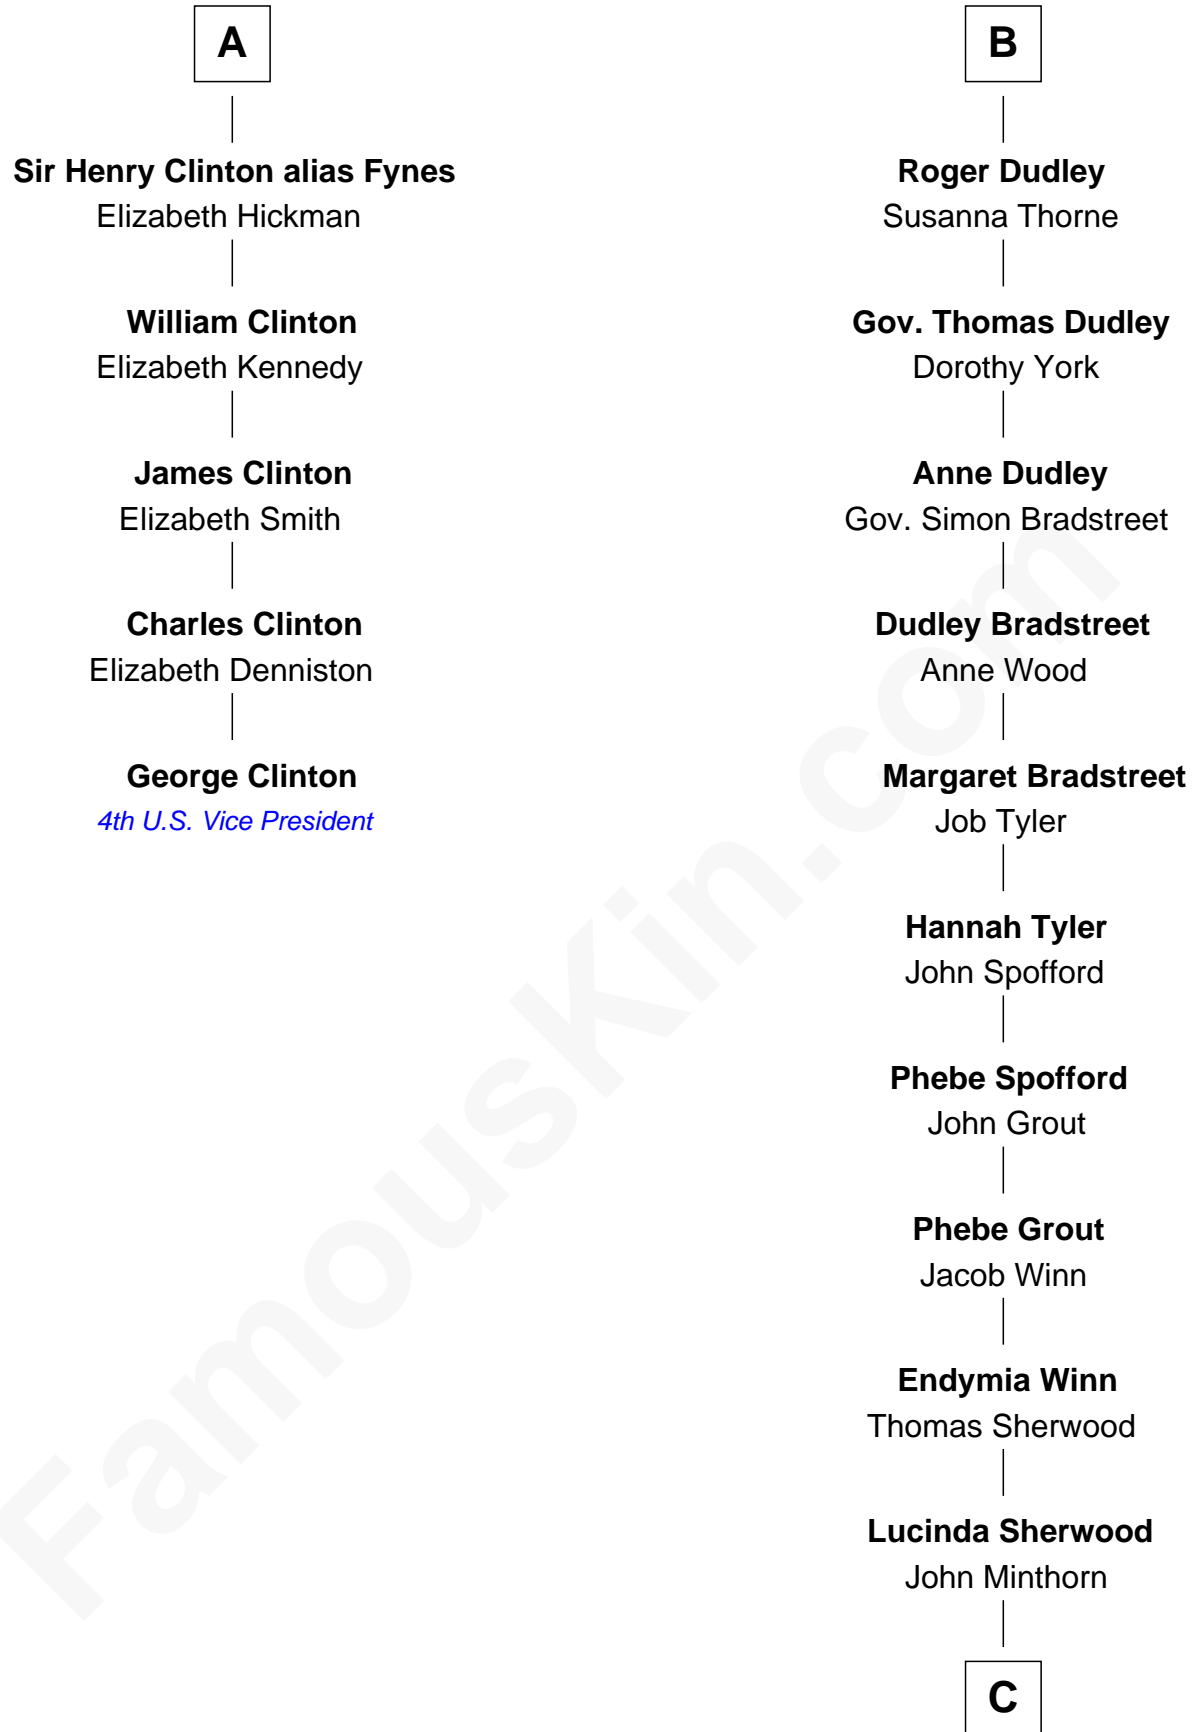 A
Sir Henry Clinton alias Fynes
Elizabeth Hickman
William Clinton
Elizabeth Kennedy
James Clinton
Elizabeth Smith
Charles Clinton
Elizabeth Denniston
George Clinton
4th U.S. Vice President
B
Roger Dudley
Susanna Thorne
Gov. Thomas Dudley
Dorothy York
Anne Dudley
Gov. Simon Bradstreet
Dudley Bradstreet
Anne Wood
Margaret Bradstreet
Job Tyler
Hannah Tyler
John Spofford
Phebe Spofford
John Grout
Phebe Grout
Jacob Winn
Endymia Winn
Thomas Sherwood
Lucinda Sherwood
John Minthorn
C
FamousKin.com